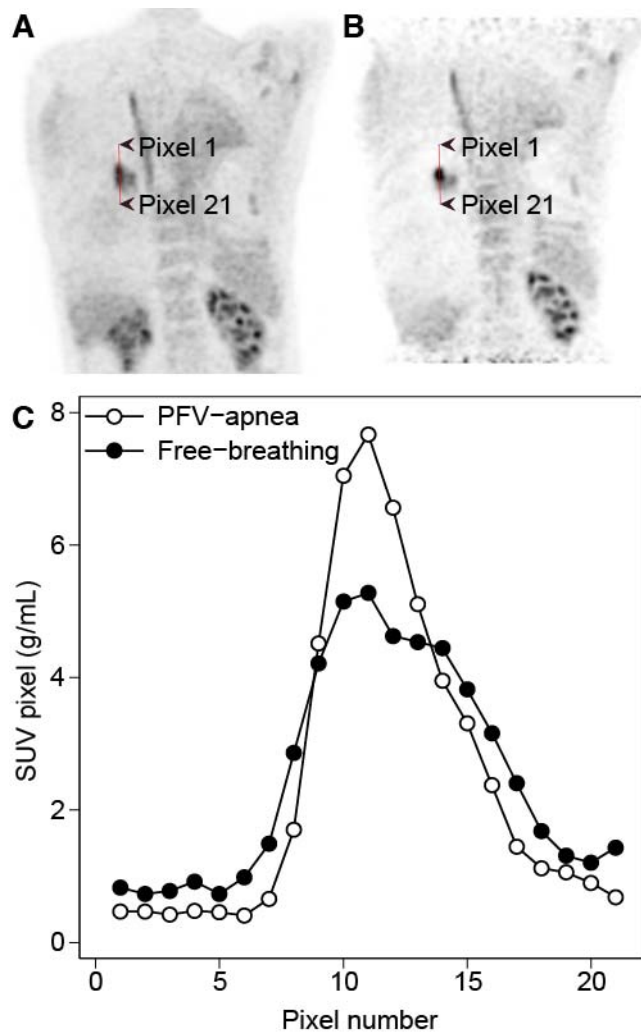 A
B
Pixel 1
Pixel 21
Pixel 1
Pixel 21
C
PFV-apnea
Free-breathing
8
6
4
2
0
SUV pixel (g/mL)
0 5 10 15 20
Pixel number